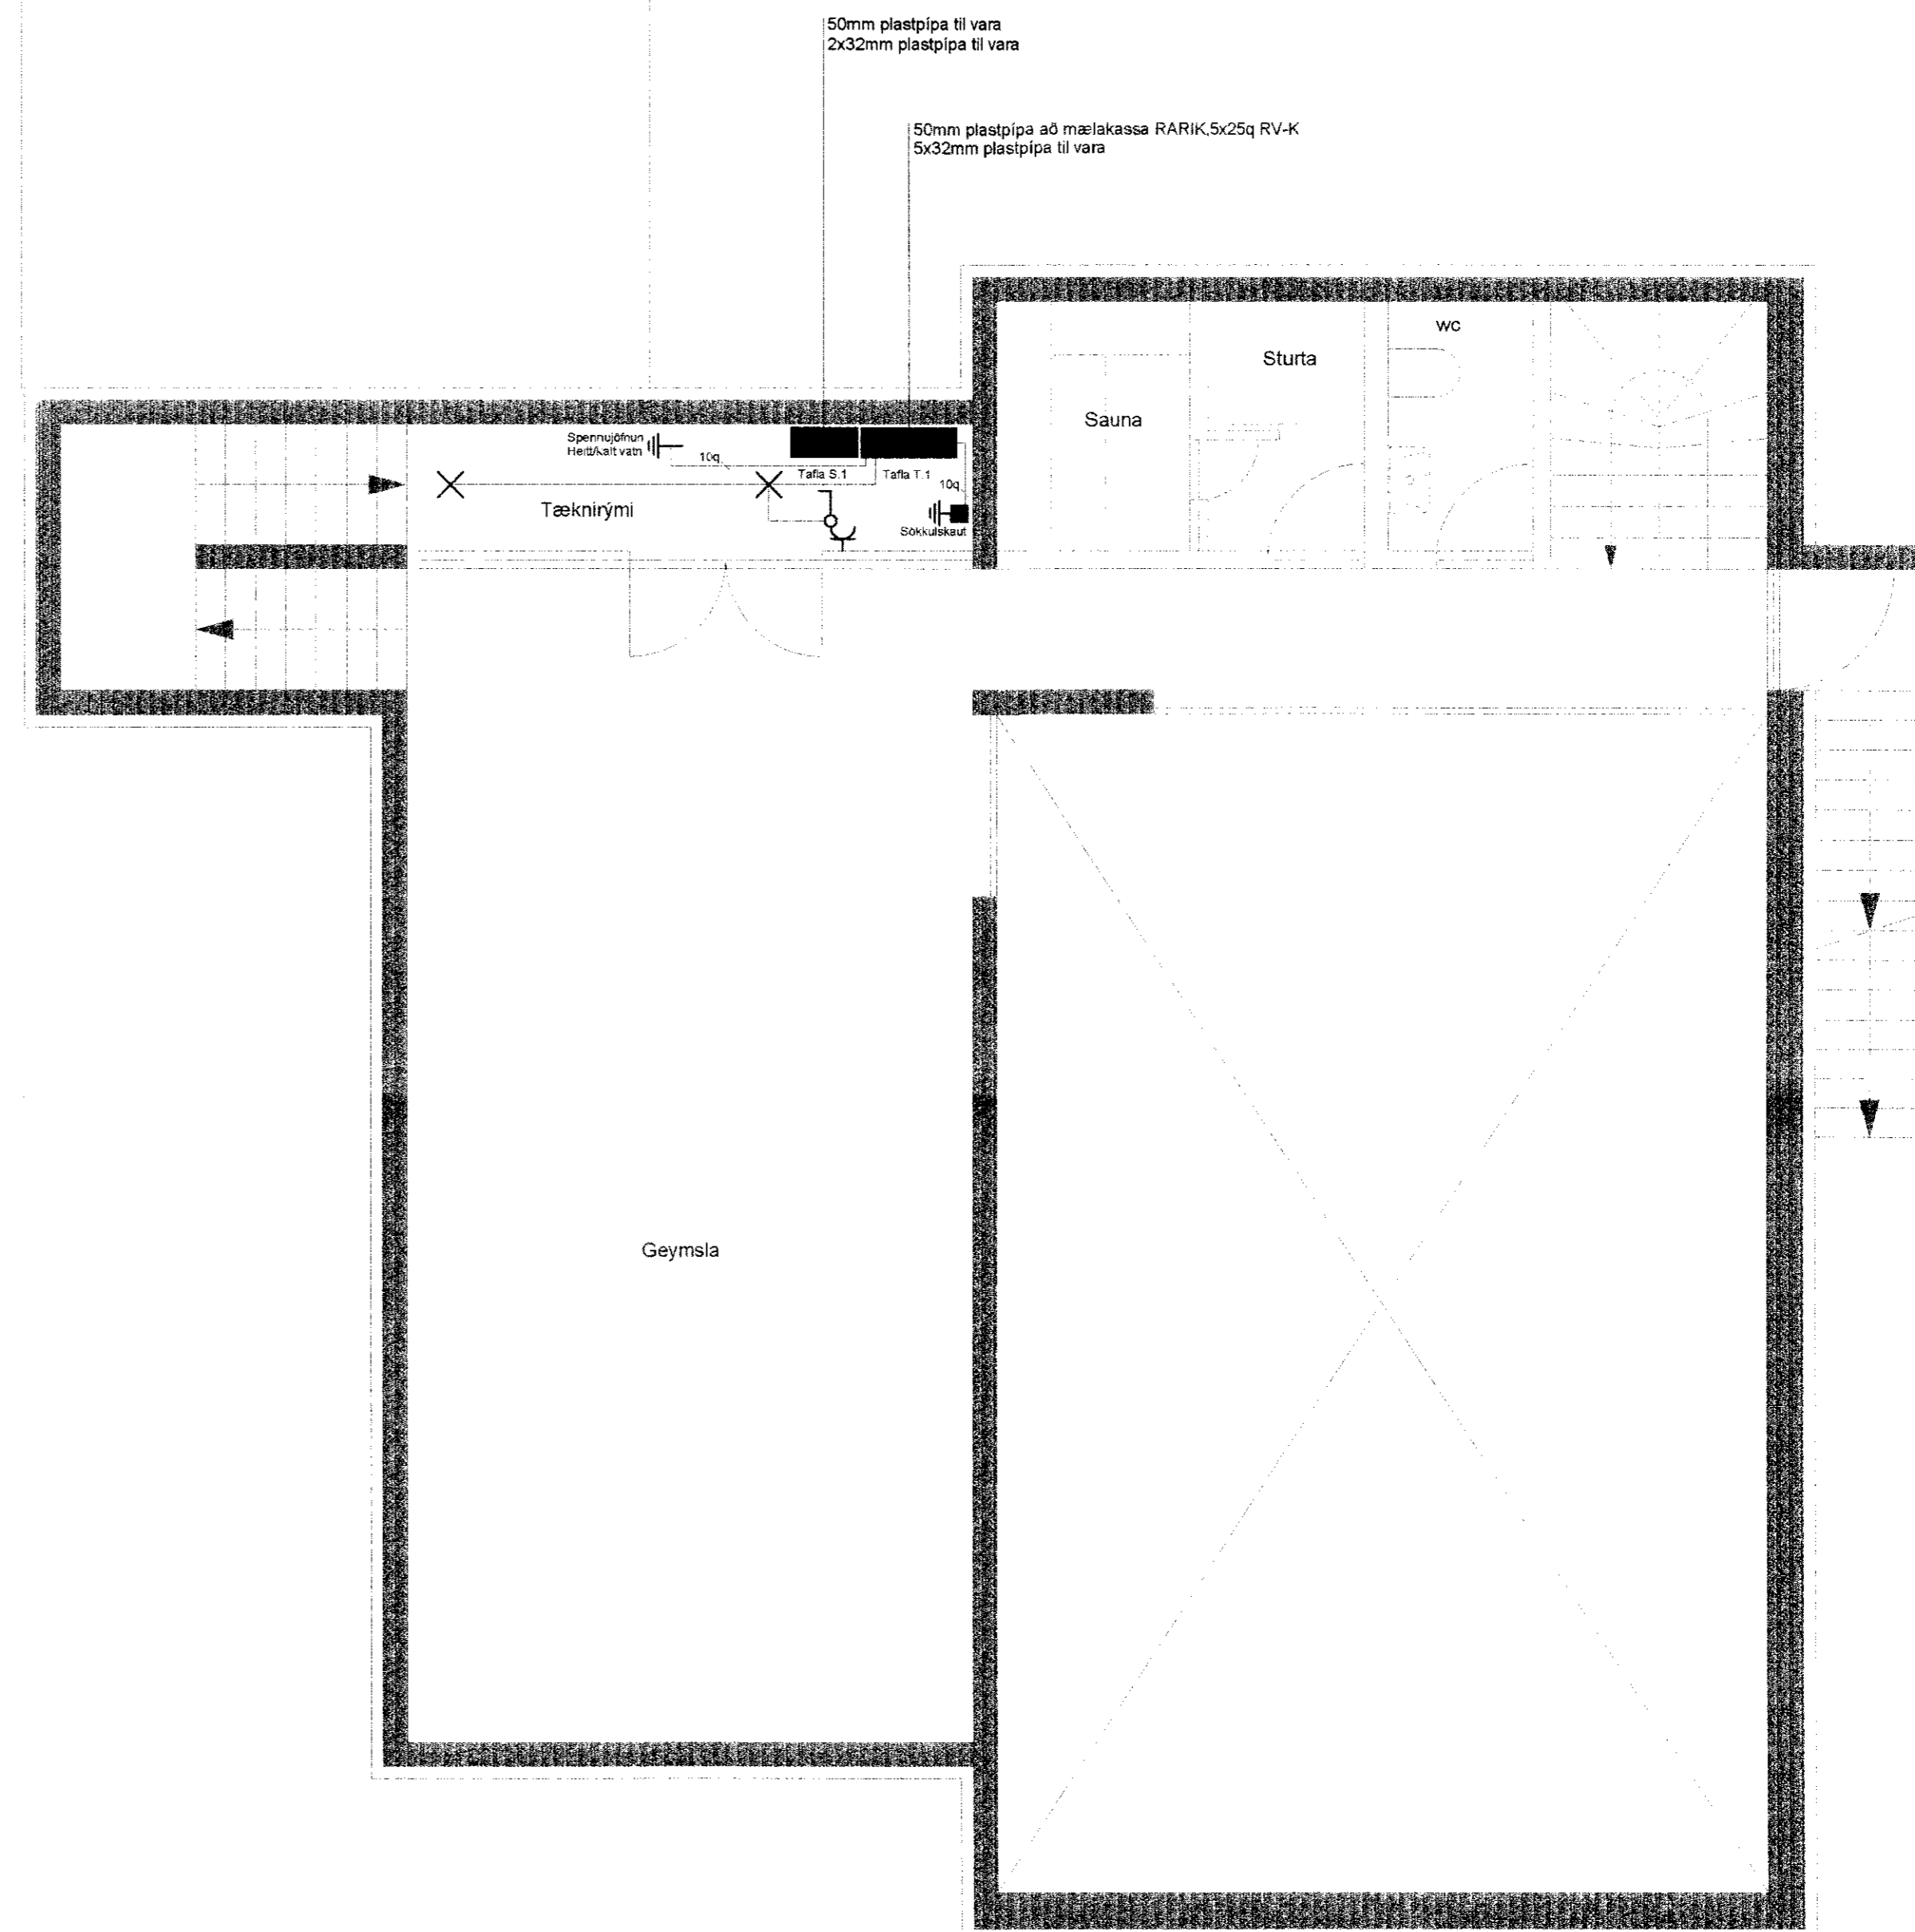 50mm plastpípa til vara
2x32mm plastpípa til vara
50mm plastpípa að mælakassa RARIK,5x25q RV-K
5x32mm plastpípa til vara
WC
Sturta
Sauna
Spennujöfnun
Heitt/Kalt vatn
10q
Tafla S.1
Tafla T.1
10q
Tæknirými
Sökkulskaut
Geymsla